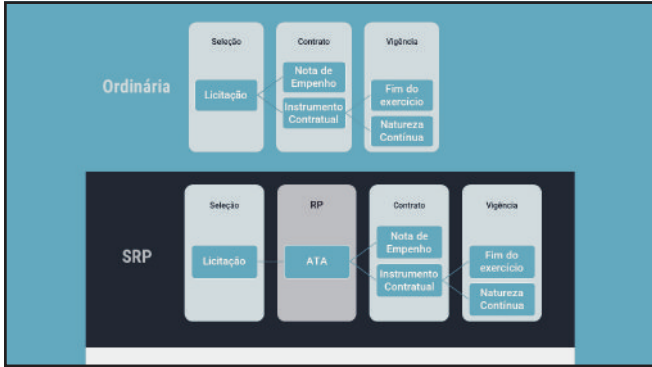 Seleção
Contrato
Vigência
Ordinária
Licitação
Nota de
Empenho
Instrumento
Contratual
Fim do
exercício
Natureza
Contínua
Seleção
RP
Contrato
Vigência
SRP
Licitação
ATA
Nota de
Empenho
Instrumento
Contratual
Fim do
exercício
Natureza
Contínua